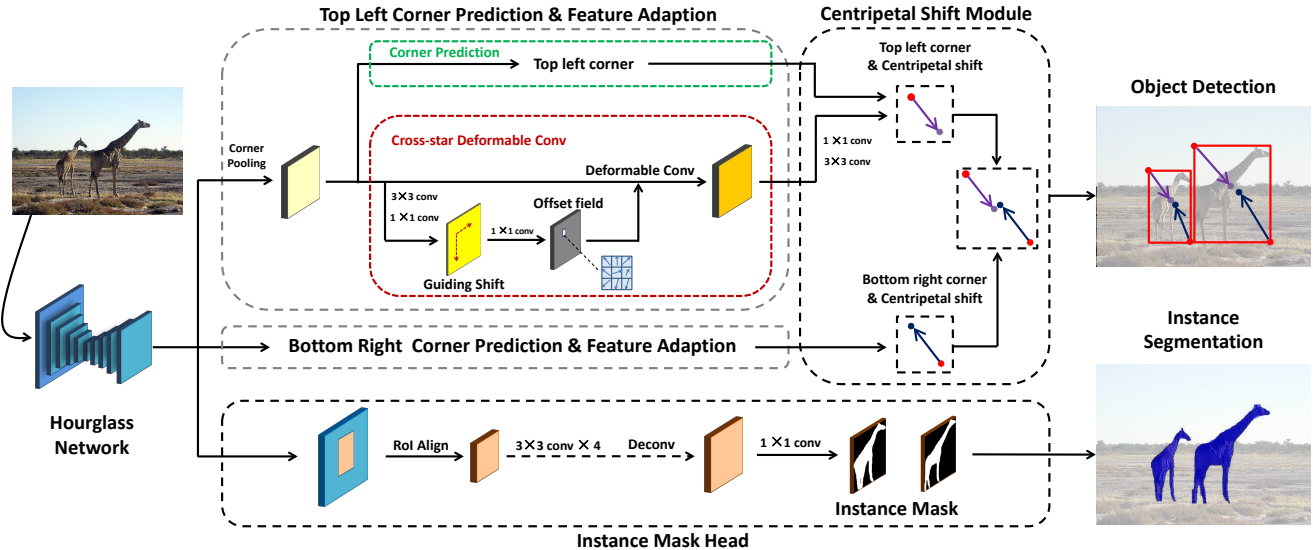 Top Left Corner Prediction & Feature Adaption
Centripetal Shift Module
Corner Prediction
Top left corner
Top left corner
& Centripetal shift
Object Detection
Corner
Pooling
Cross-star Deformable Conv
Deformable Conv
1×1 conv
3×3 conv
3×3 conv
1×1 conv
Offset field
1×1 conv
Guiding Shift
Bottom right corner
& Centripetal shift
Bottom Right Corner Prediction & Feature Adaption
Instance
Segmentation
Hourglass
Network
RoI Align
3×3 conv × 4
Deconv
1×1 conv
Instance Mask
Instance Mask Head